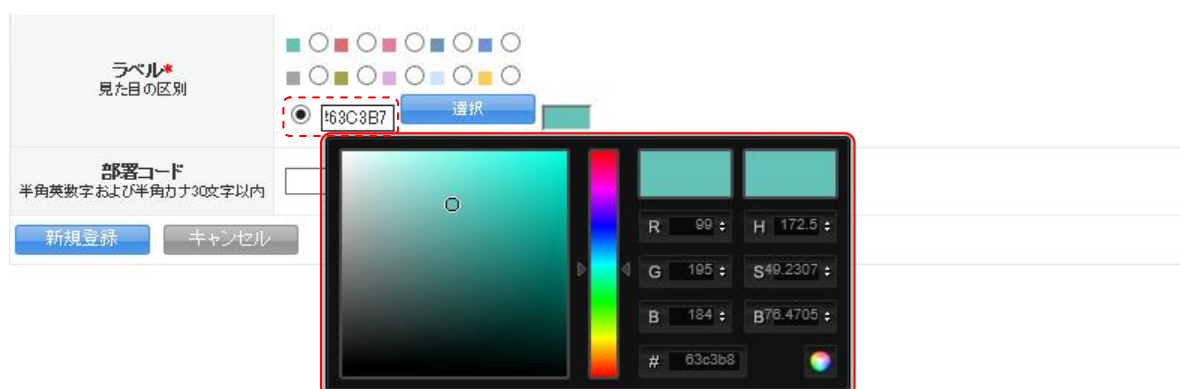 ラベル*
見た目の区別
#63C3B7
選択
部署コード
半角英数字および半角カナ30文字以内
新規登録
キャンセル
R 99
H 172.5
G 195
S 49.2307
B 184
B 76.4705
# 63c3b8